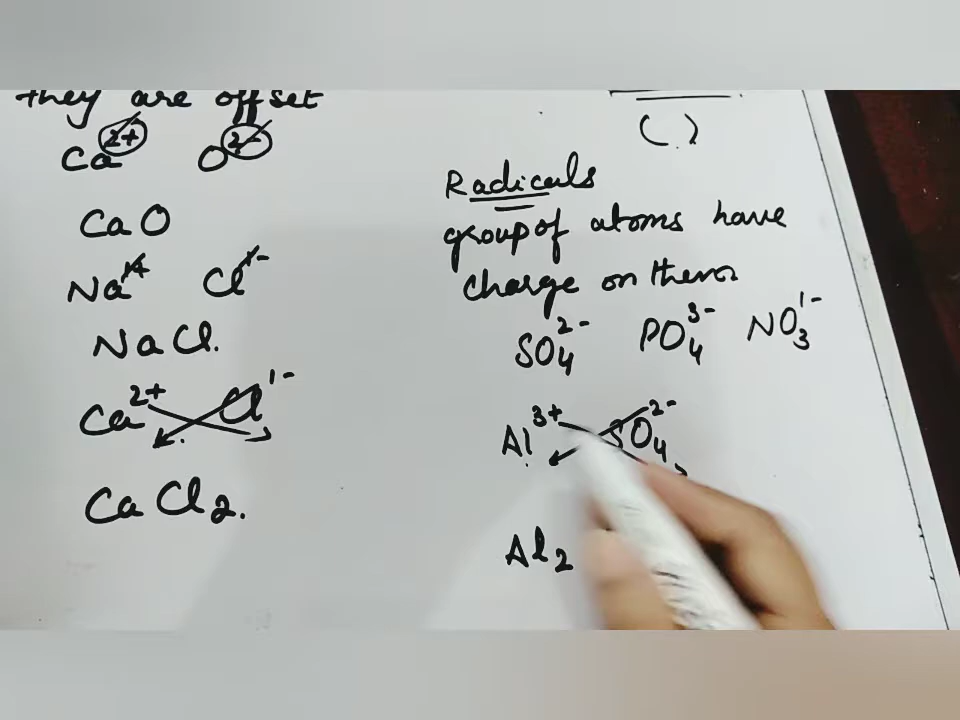 they are offset
Ca²⁺ O²⁻
CaO
Na¹⁺ Cl¹⁻
NaCl.
Ca²⁺ Cl¹⁻
CaCl₂.
( )
Radicals
group of atoms have
charge on them
SO₄²⁻ PO₄³⁻ NO₃¹⁻
Al³⁺ SO₄²⁻
Al₂